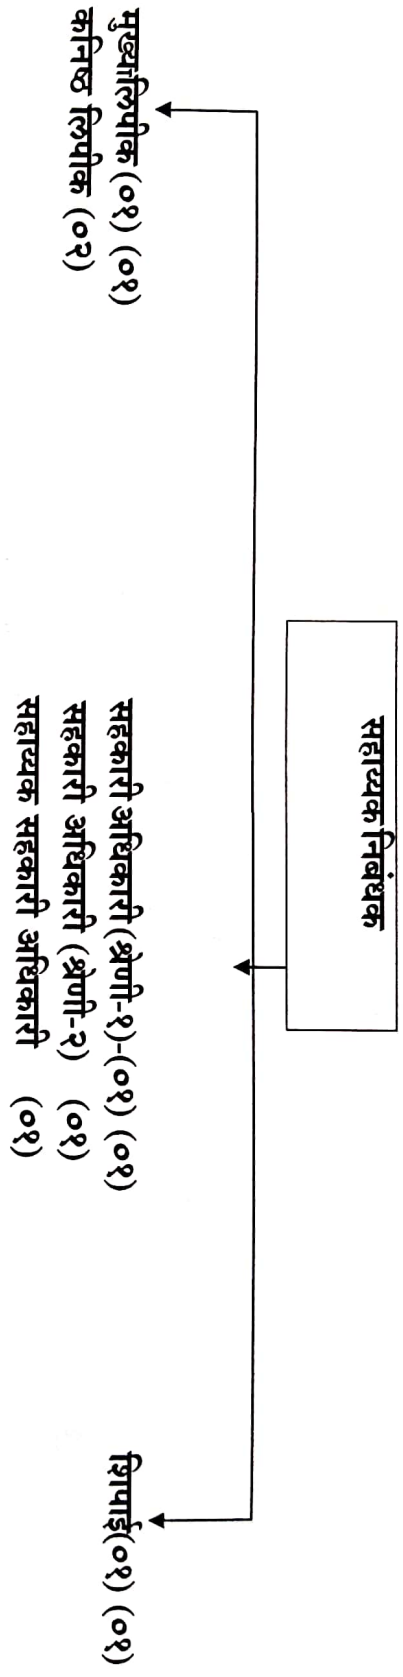 सहाय्यक निबंधक
मुख्यलिपीक (०१) (०१)
कनिष्ठ लिपीक (०२)
सहकारी अधिकारी (श्रेणी-१)-(०१) (०१)
सहकारी अधिकारी (श्रेणी-२) (०१)
सहाय्यक सहकारी अधिकारी (०१)
शिपाई(०१) (०१)